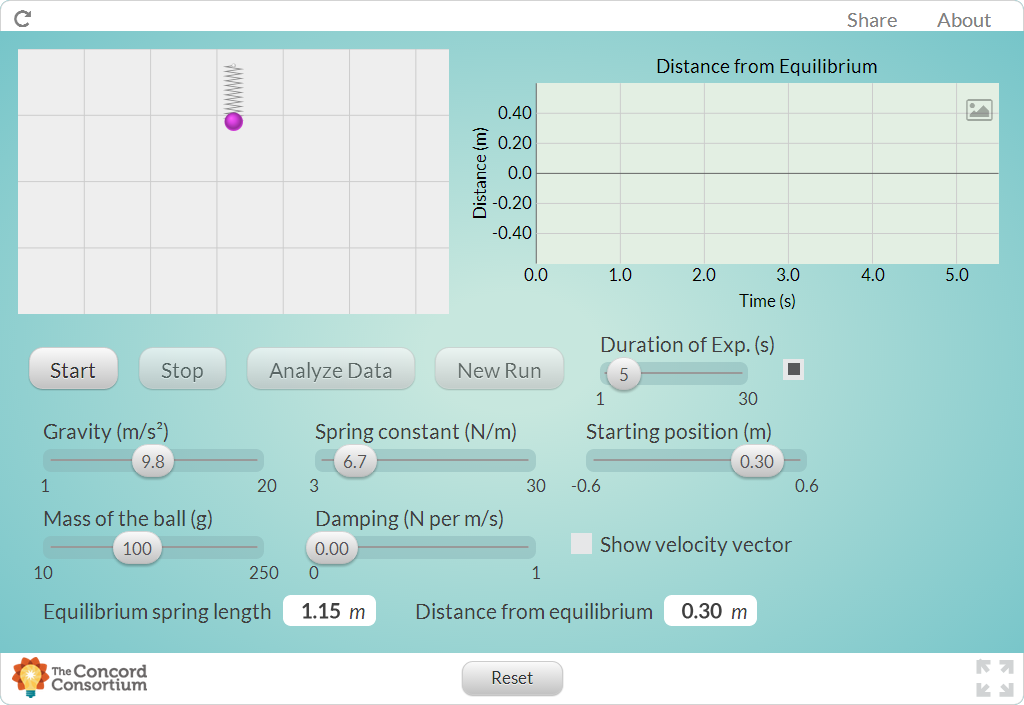 Share About
Distance from Equilibrium
0.40
0.20
0.0
-0.20
-0.40
Distance (m)
0.0 1.0 2.0 3.0 4.0 5.0
Time (s)
Start Stop Analyze Data New Run
Duration of Exp. (s)
5
1 30
Gravity (m/s²) Spring constant (N/m) Starting position (m)
9.8 6.7 0.30
1 20 3 30 -0.6 0.6
Mass of the ball (g) Damping (N per m/s)
100 0.00
Show velocity vector
10 250 0 1
Equilibrium spring length 1.15 m Distance from equilibrium 0.30 m
The Concord
Consortium
Reset